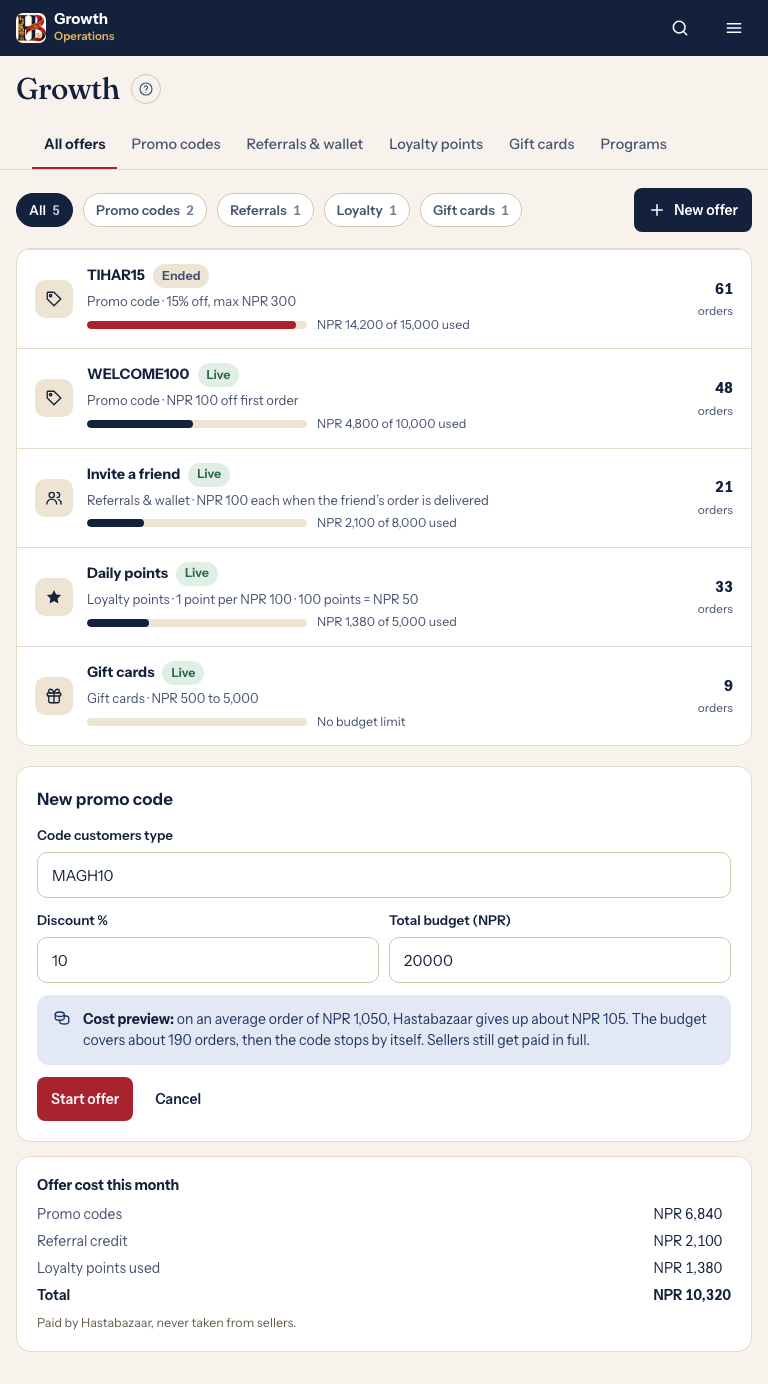 Growth
Operations
Growth
All offers Promo codes Referrals & wallet Loyalty points Gift cards Programs
All 5 Promo codes 2 Referrals 1 Loyalty 1 Gift cards 1 + New offer
TIHAR15 Ended
Promo code · 15% off, max NPR 300
NPR 14,200 of 15,000 used
61
orders
WELCOME100 Live
Promo code · NPR 100 off first order
NPR 4,800 of 10,000 used
48
orders
Invite a friend Live
Referrals & wallet · NPR 100 each when the friend's order is delivered
NPR 2,100 of 8,000 used
21
orders
Daily points Live
Loyalty points · 1 point per NPR 100 · 100 points = NPR 50
NPR 1,380 of 5,000 used
33
orders
Gift cards Live
Gift cards · NPR 500 to 5,000
No budget limit
9
orders
New promo code
Code customers type
MAGH10
Discount % Total budget (NPR)
10 20000
Cost preview: on an average order of NPR 1,050, Hastabazaar gives up about NPR 105. The budget
covers about 190 orders, then the code stops by itself. Sellers still get paid in full.
Start offer Cancel
Offer cost this month
Promo codes NPR 6,840
Referral credit NPR 2,100
Loyalty points used NPR 1,380
Total NPR 10,320
Paid by Hastabazaar, never taken from sellers.